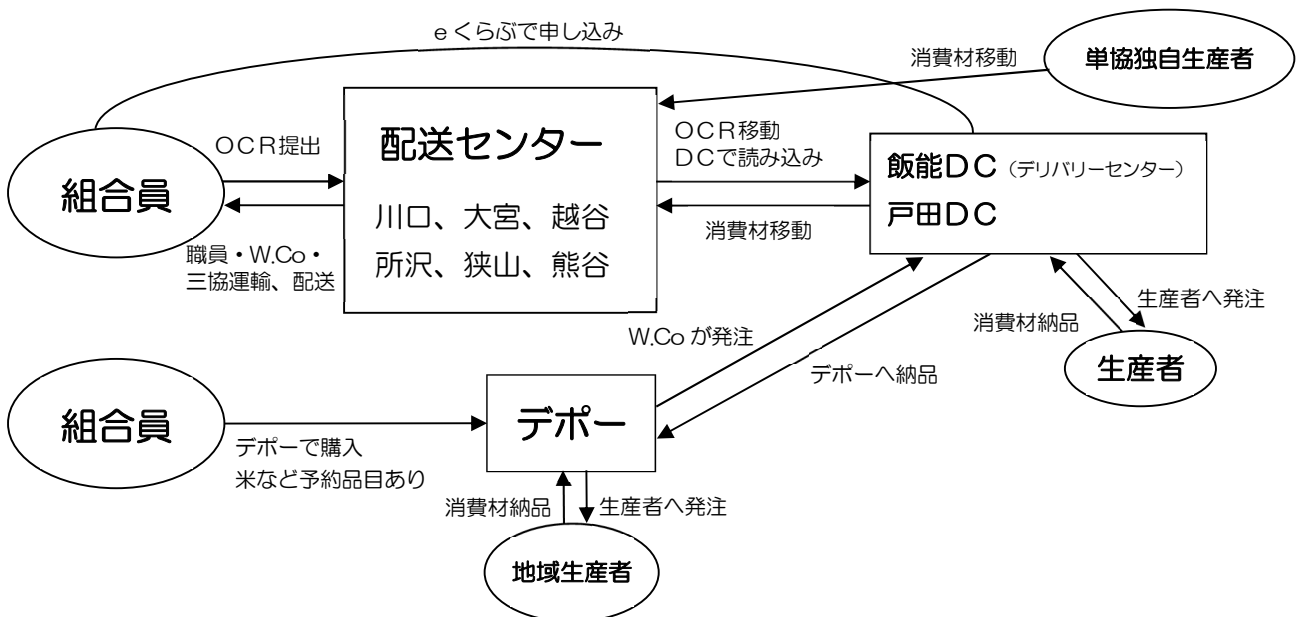 eくらぶで申し込み
消費材移動
単協独自生産者
組合員
OCR提出
職員・W.Co・
三協運輸、配送
配送センター
川口、大宮、越谷
所沢、狭山、熊谷
OCR移動
DCで読み込み
消費材移動
飯能DC（デリバリーセンター）
戸田DC
W.Coが発注
デポーへ納品
消費材納品
生産者へ発注
生産者
組合員
デポーで購入
米など予約品目あり
デポー
消費材納品
生産者へ発注
地域生産者